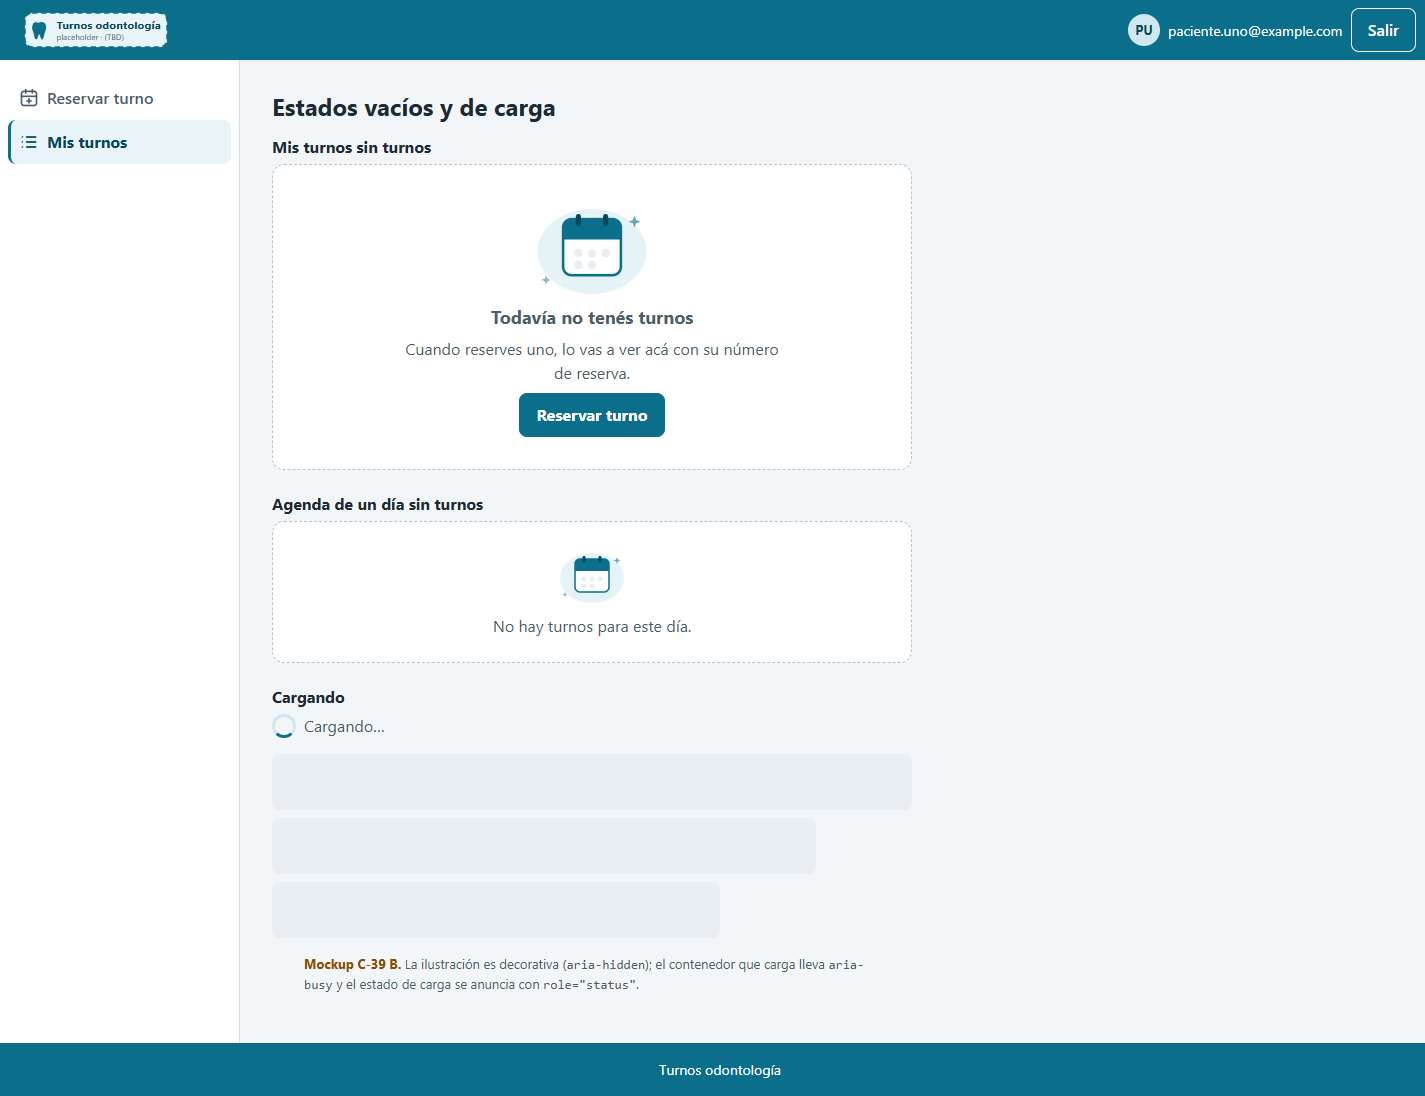 Turnos odontología
placeholder · (TBD)
PU
paciente.uno@example.com
Salir
Reservar turno
Mis turnos
Estados vacíos y de carga
Mis turnos sin turnos
Todavía no tenés turnos
Cuando reserves uno, lo vas a ver acá con su número
de reserva.
Reservar turno
Agenda de un día sin turnos
No hay turnos para este día.
Cargando
Cargando...
Mockup C-39 B. La ilustración es decorativa (aria-hidden); el contenedor que carga lleva aria-
busy y el estado de carga se anuncia con role="status".
Turnos odontología